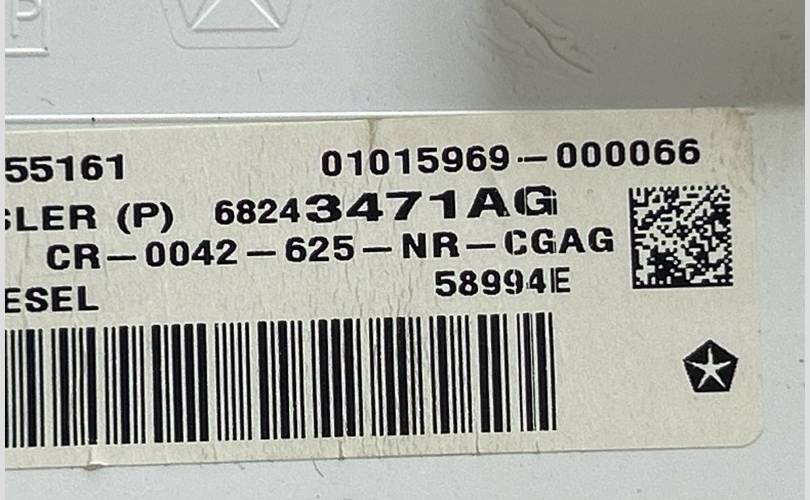 55161 01015969-000066
SLER (P) 68243471AG
CR-0042-625-NR-CGAG
ESEL 58994E